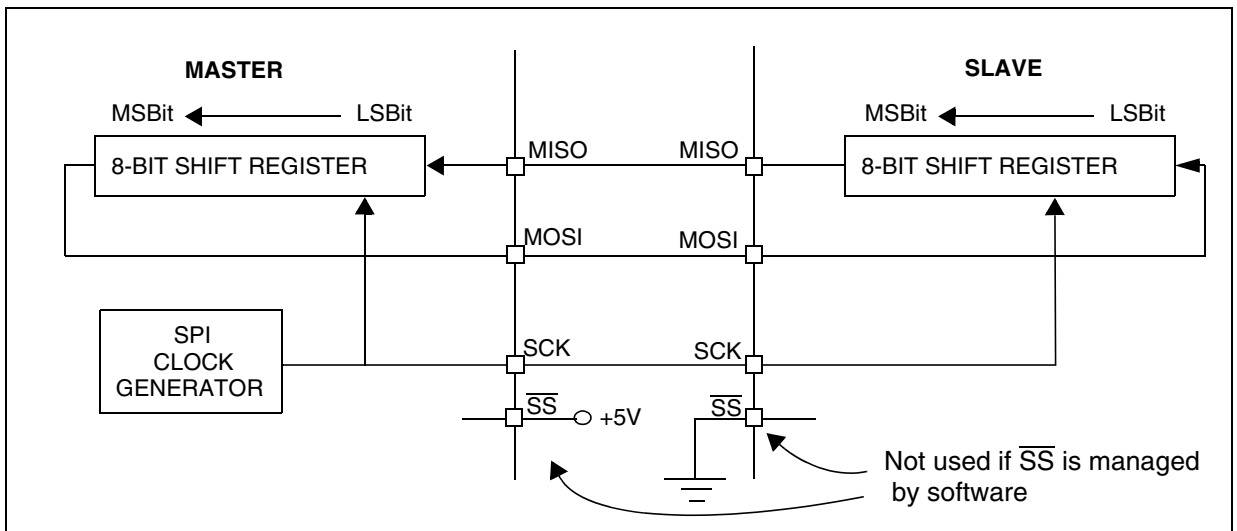 MASTER
SLAVE
MSBit
LSBit
MSBit
LSBit
8-BIT SHIFT REGISTER
MISO
MISO
8-BIT SHIFT REGISTER
MOSI
MOSI
SPI
CLOCK
GENERATOR
SCK
SCK
SS
+5V
SS
Not used if SS is managed
by software